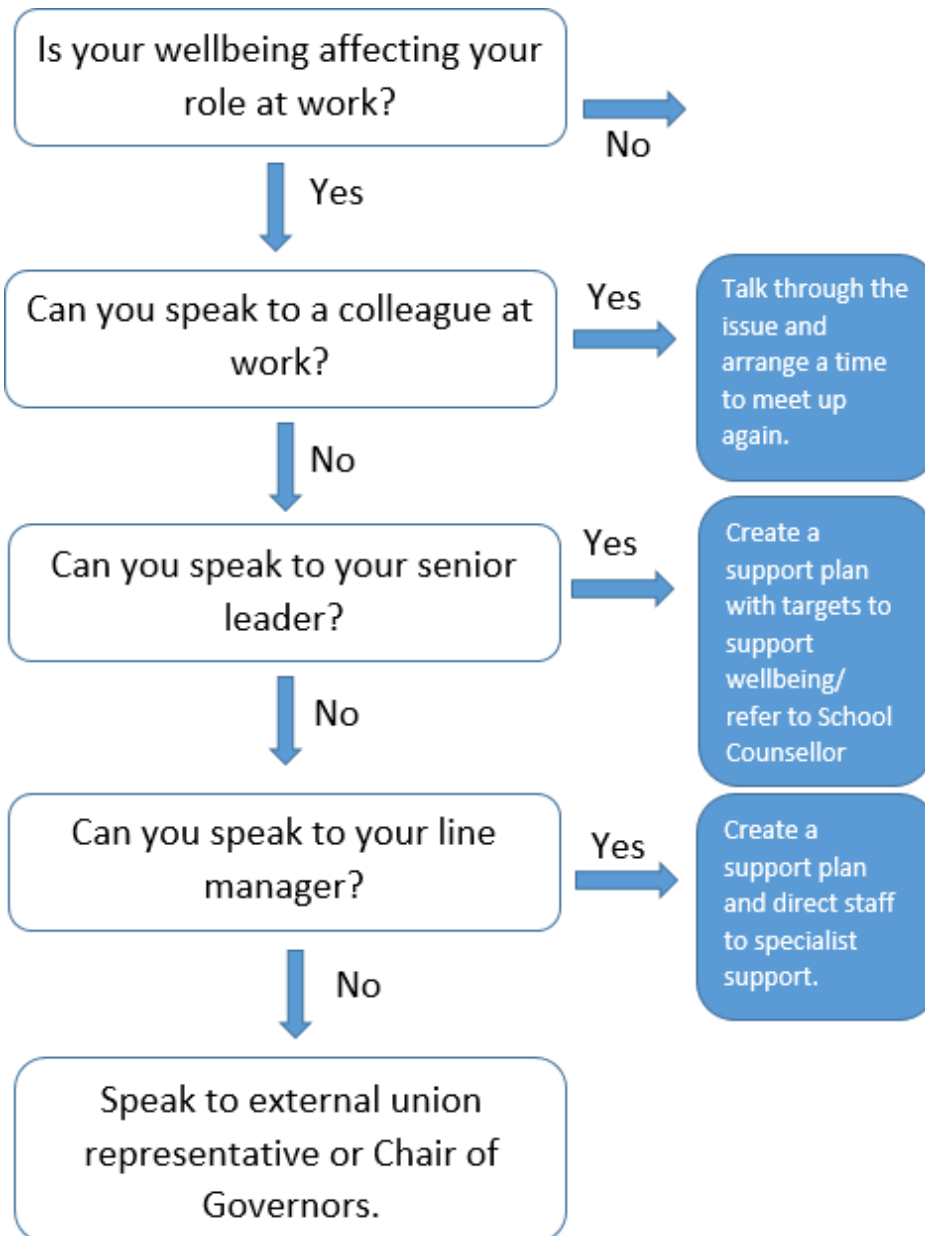 Is your wellbeing affecting your
role at work?
No
Yes
Can you speak to a colleague at
work?
Yes
Talk through the
issue and
arrange a time
to meet up
again.
No
Can you speak to your senior
leader?
Yes
Create a
support plan
with targets to
support
wellbeing/
refer to School
Counsellor
No
Can you speak to your line
manager?
Yes
Create a
support plan
and direct staff
to specialist
support.
No
Speak to external union
representative or Chair of
Governors.